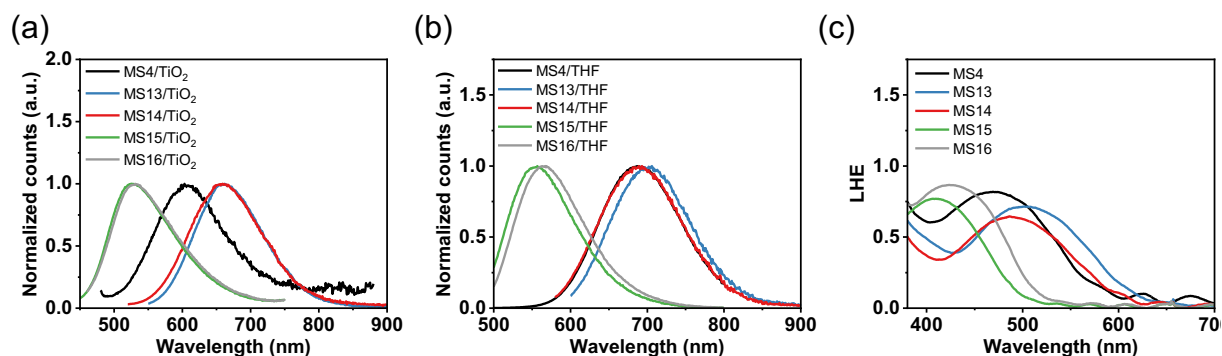 (a)
Normalized counts (a.u.)
2.0
1.5
1.0
0.5
0.0
MS4/TiO₂
MS13/TiO₂
MS14/TiO₂
MS15/TiO₂
MS16/TiO₂
500 600 700 800 900
Wavelength (nm)
(b)
Normalized counts (a.u.)
1.5
1.0
0.5
0.0
MS4/THF
MS13/THF
MS14/THF
MS15/THF
MS16/THF
500 600 700 800 900
Wavelength (nm)
(c)
LHE
1.5
1.0
0.5
0.0
MS4
MS13
MS14
MS15
MS16
400 500 600 700
Wavelength (nm)